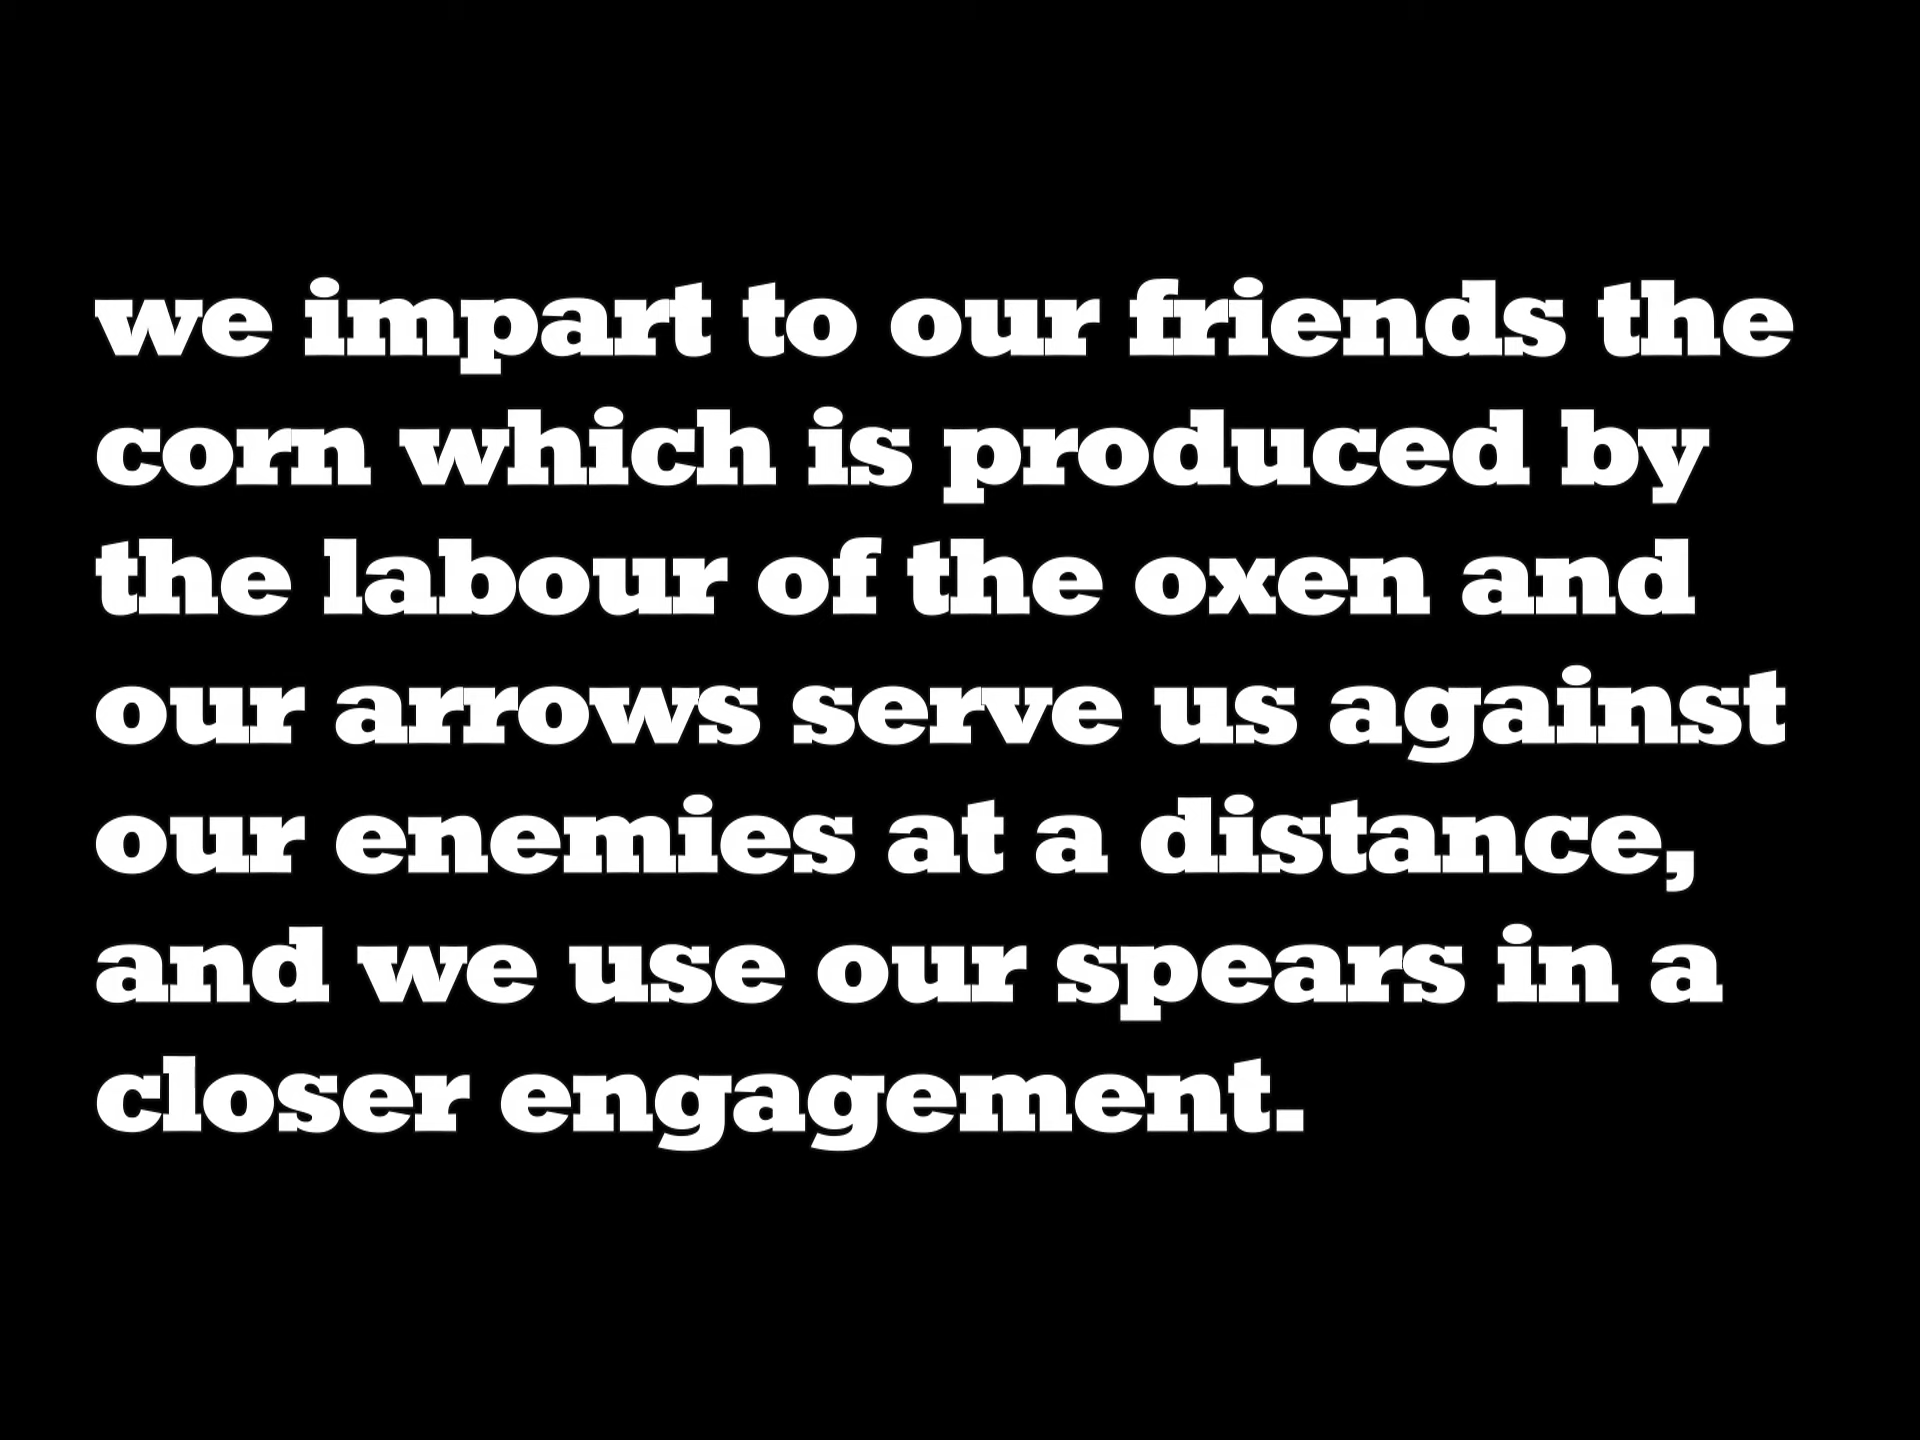 we impart to our friends the
corn which is produced by
the labour of the oxen and
our arrows serve us against
our enemies at a distance,
and we use our spears in a
closer engagement.